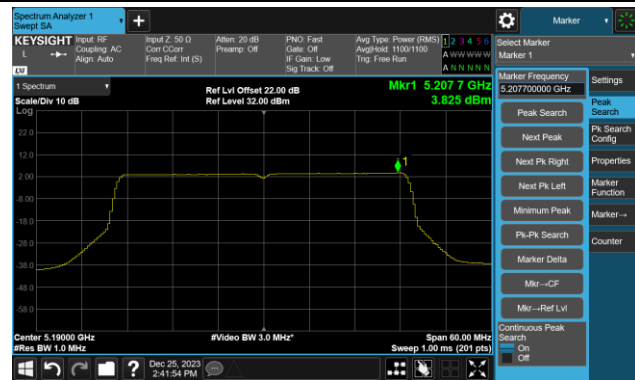 Spectrum Analyzer 1
Swept SA
Marker
KEYSIGHT
L
LXI
Input: RF
Coupling: AC
Align: Auto
Input Z: 50 Ω
Corr CCorr
Freq Ref: Int (S)
Atten: 20 dB
Preamp: Off
PNO: Fast
Gate: Off
IF Gain: Low
Sig Track: Off
Avg Type: Power (RMS)
Avg|Hold: 1100/1100
Trig: Free Run
1 2 3 4 5 6
A W W W W W
A N N N N N
Select Marker
Marker 1
1 Spectrum
Scale/Div 10 dB
Log
Ref Lvl Offset 22.00 dB
Ref Level 32.00 dBm
Mkr1 5.207 7 GHz
3.825 dBm
22.0
12.0
2.00
-8.00
-18.0
-28.0
-38.0
-48.0
-58.0
1
Center 5.19000 GHz
#Res BW 1.0 MHz
#Video BW 3.0 MHz*
Span 60.00 MHz
Sweep 1.00 ms (201 pts)
Marker Frequency
5.207700000 GHz
Peak Search
Next Peak
Next Pk Right
Next Pk Left
Minimum Peak
Pk-Pk Search
Marker Delta
Mkr→CF
Mkr→Ref Lvl
Continuous Peak
Search
On
Off
Settings
Peak
Search
Pk Search
Config
Properties
Marker
Function
Marker→
Counter
?
Dec 25, 2023
2:41:54 PM